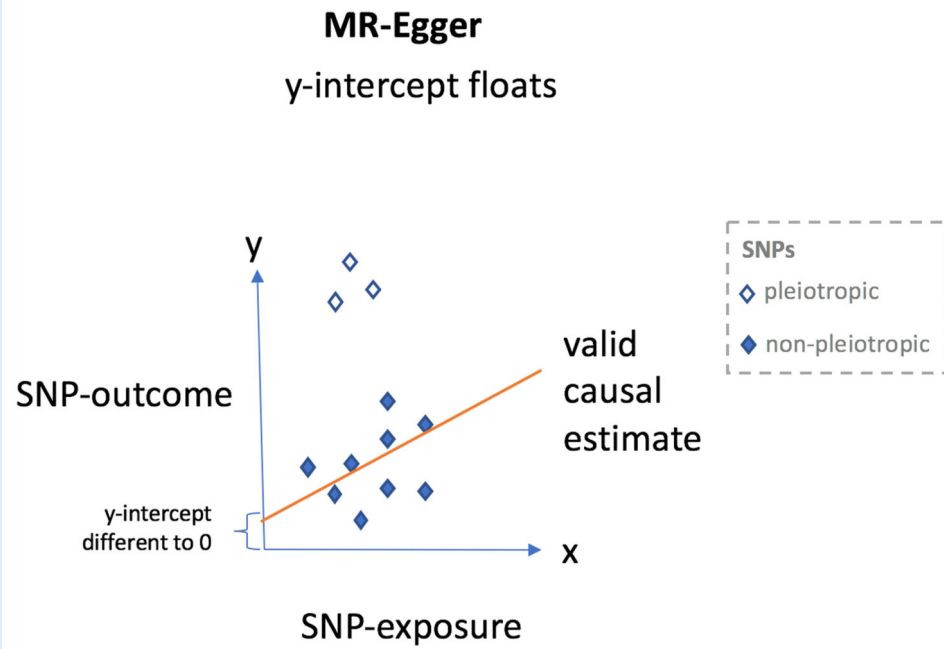 MR-Egger
y-intercept floats
y
SNPs
pleiotropic
non-pleiotropic
valid
causal
estimate
SNP-outcome
y-intercept
different to 0
x
SNP-exposure